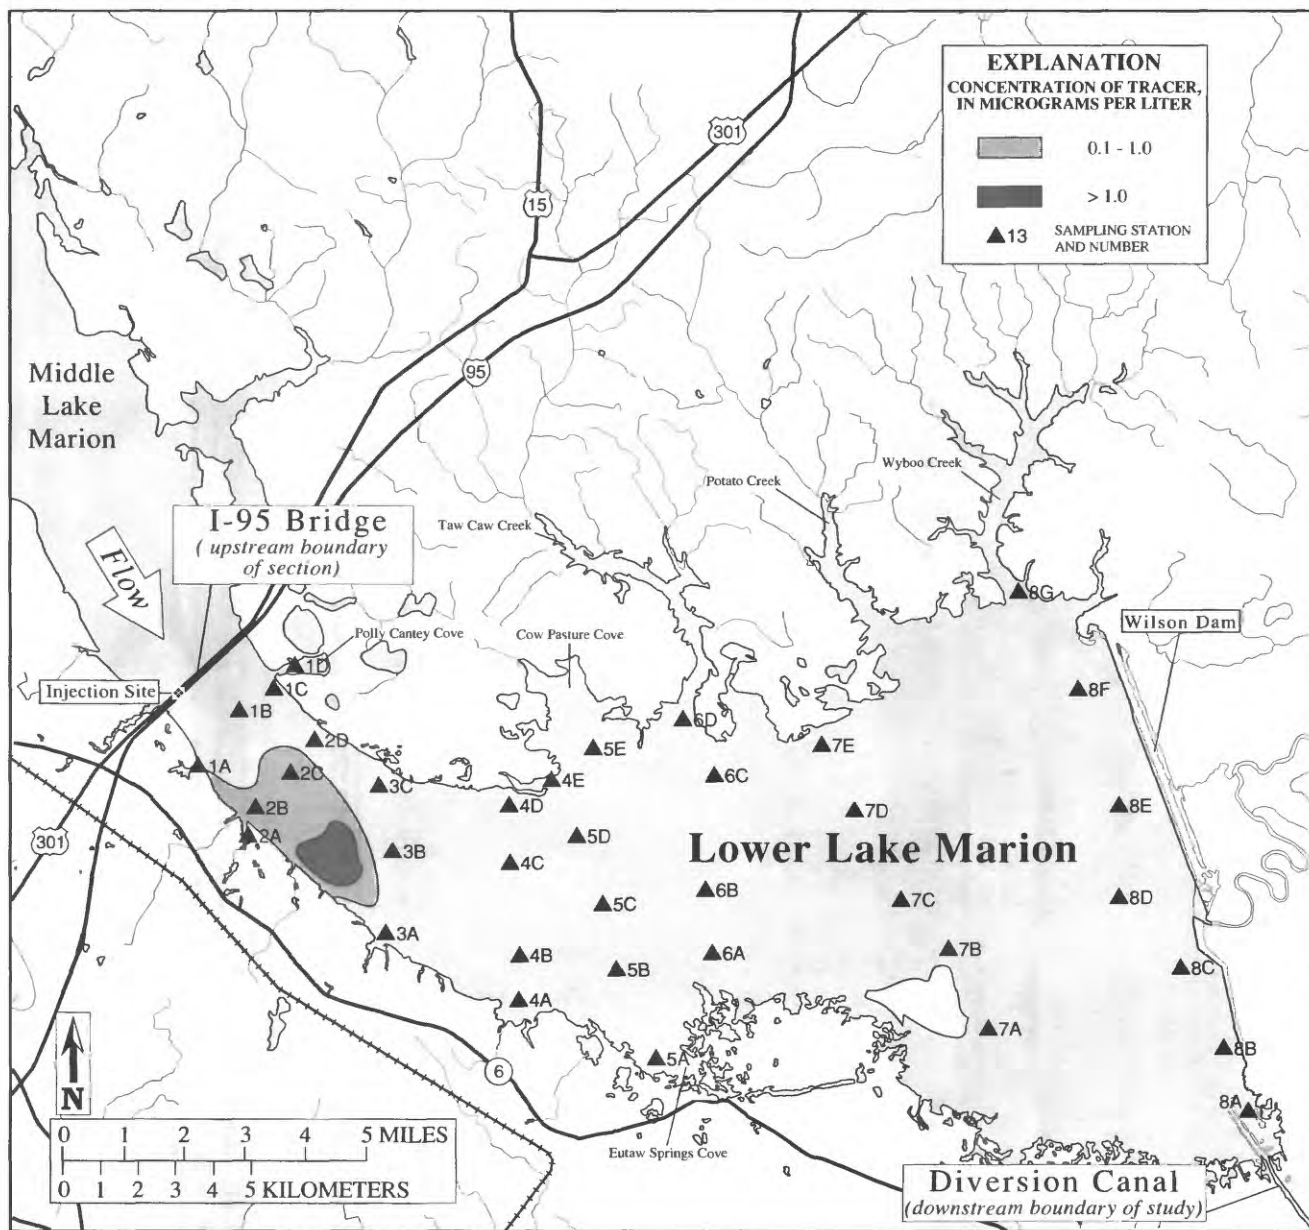 EXPLANATION
CONCENTRATION OF TRACER,
IN MICROGRAMS PER LITER
0.1 - 1.0
> 1.0
13
SAMPLING STATION
AND NUMBER
301
15
95
Middle
Lake
Marion
Wyboo Creek
Potato Creek
Taw Caw Creek
I-95 Bridge
( upstream boundary
of section)
Flow
8G
Wilson Dam
Polly Cantey Cove
Cow Pasture Cove
1D
Injection Site
1C
8F
1B
6D
2D
5E
7E
1A
2C
3C
4E
6C
2B
4D
7D
8E
301
2A
3B
4C
5D
Lower Lake Marion
6B
5C
7C
8D
3A
4B
5B
6A
7B
8C
4A
7A
5A
8B
6
N
8A
0 1 2 3 4 5 MILES
0 1 2 3 4 5 KILOMETERS
Eutaw Springs Cove
Diversion Canal
(downstream boundary of study)